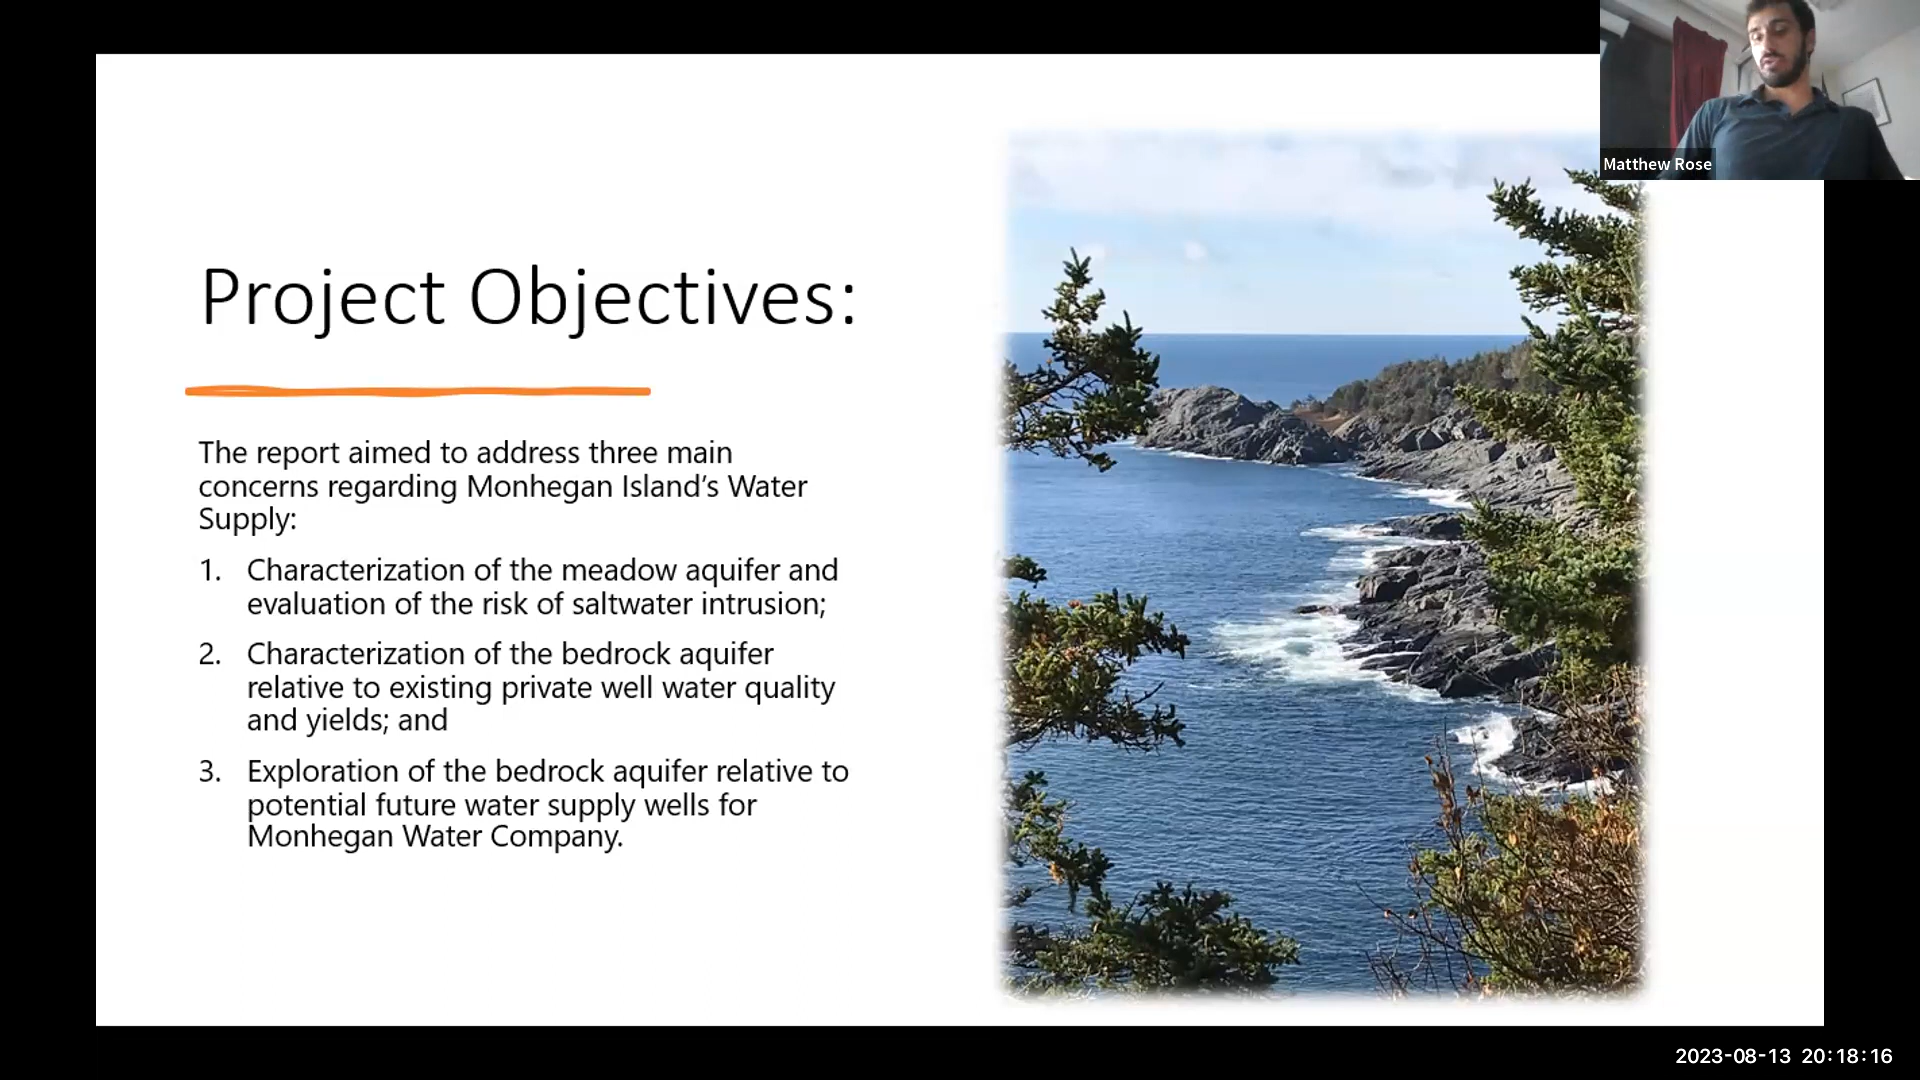 Matthew Rose
Project Objectives:
The report aimed to address three main
concerns regarding Monhegan Island’s Water
Supply:
1. Characterization of the meadow aquifer and
evaluation of the risk of saltwater intrusion;
2. Characterization of the bedrock aquifer
relative to existing private well water quality
and yields; and
3. Exploration of the bedrock aquifer relative to
potential future water supply wells for
Monhegan Water Company.
2023-08-13 20:18:16